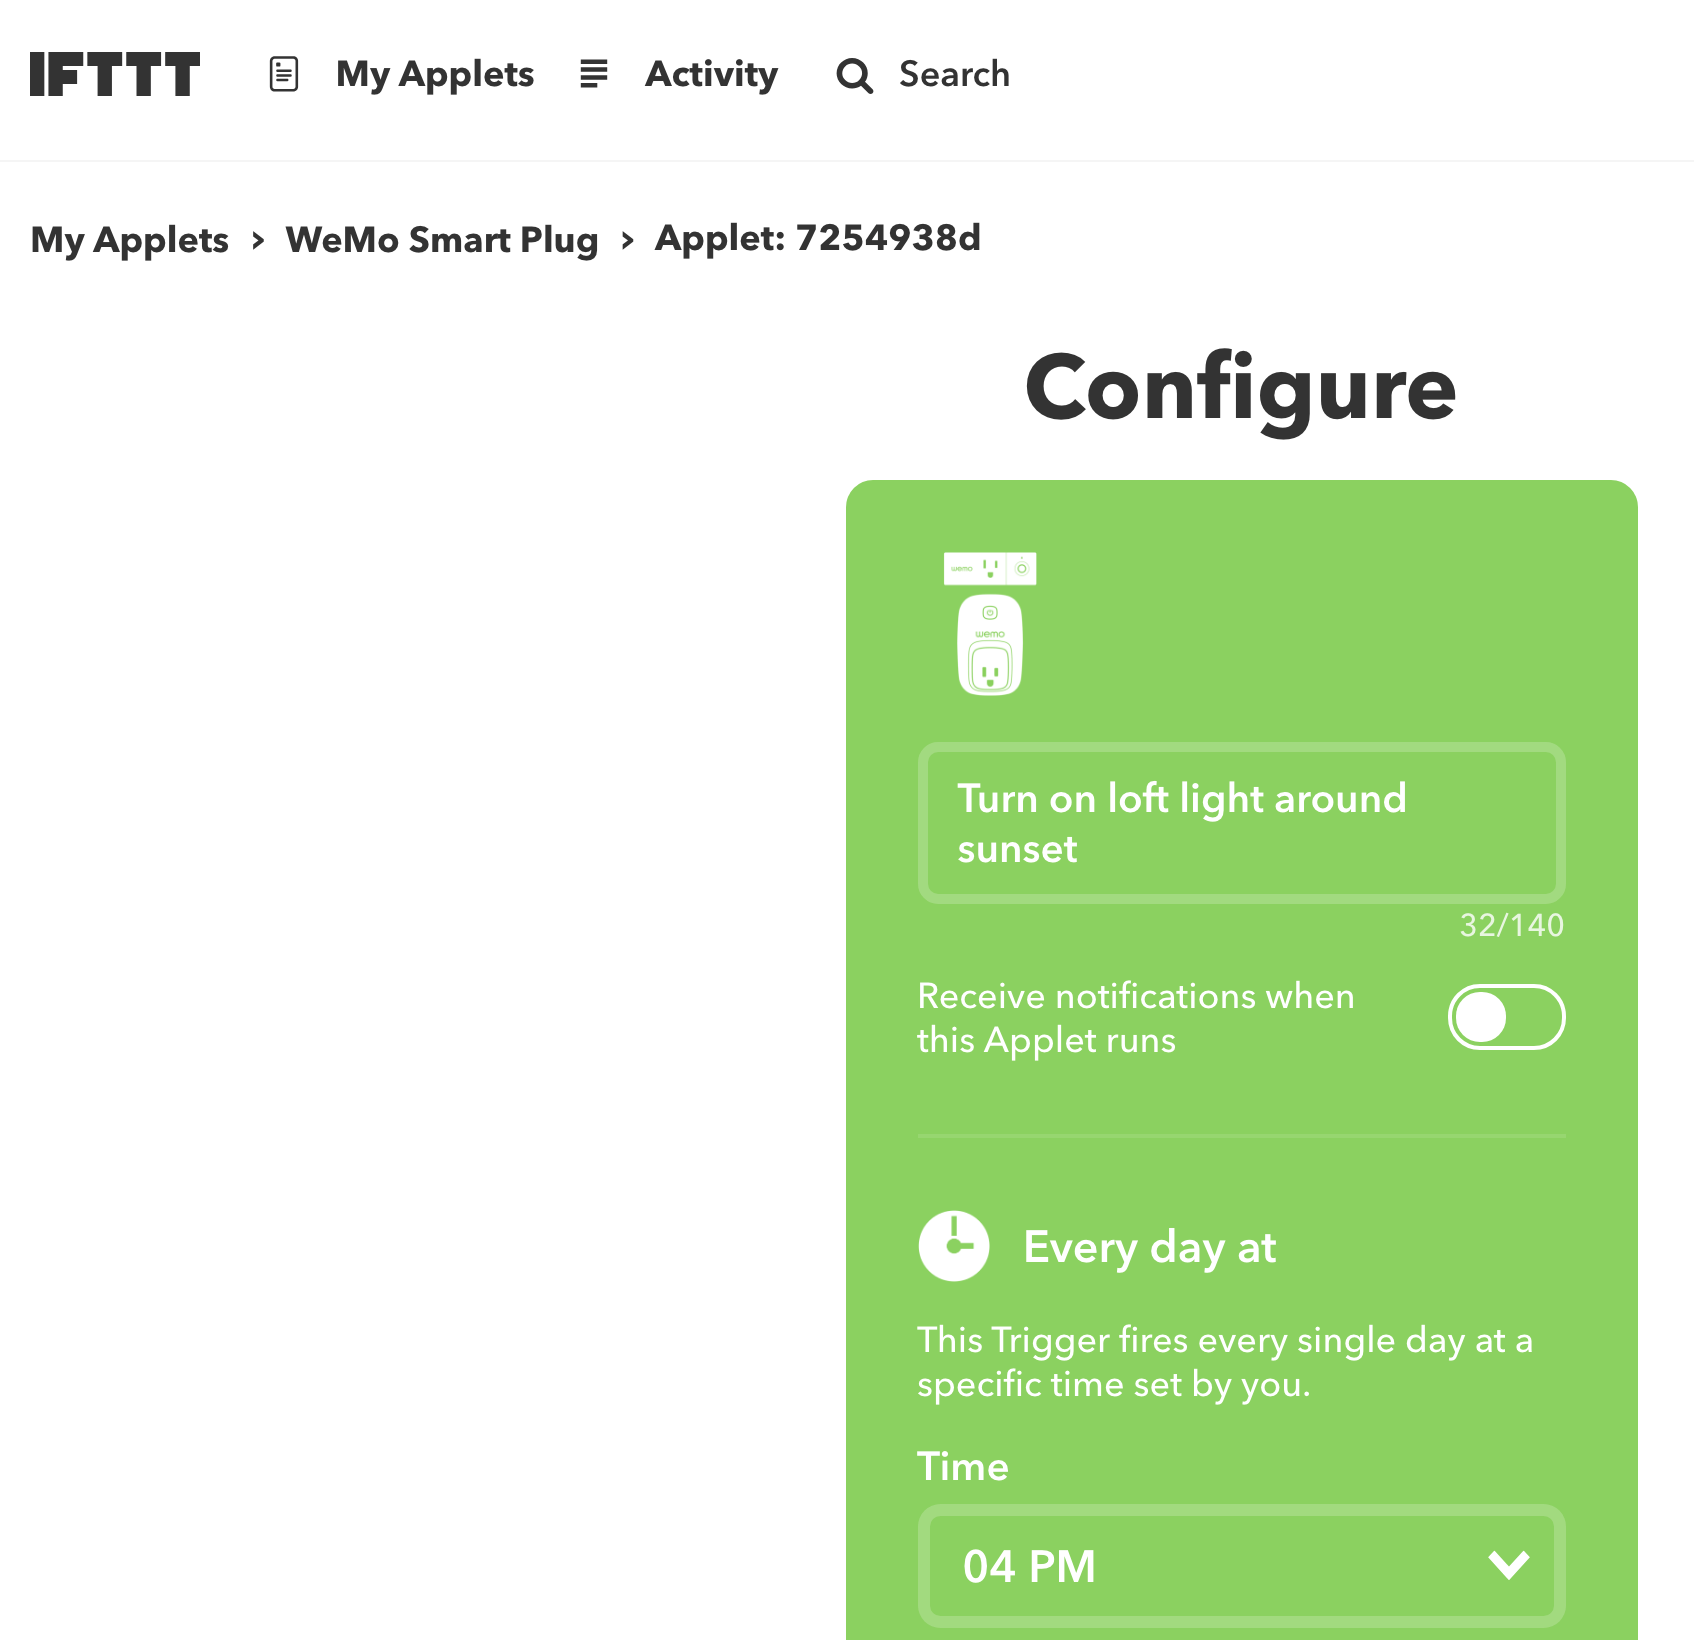 IFTTT My Applets Activity Search
My Applets › WeMo Smart Plug › Applet: 7254938d
Configure
wemo
wemo
Turn on loft light around
sunset
32/140
Receive notifications when
this Applet runs
Every day at
This Trigger fires every single day at a
specific time set by you.
Time
04 PM